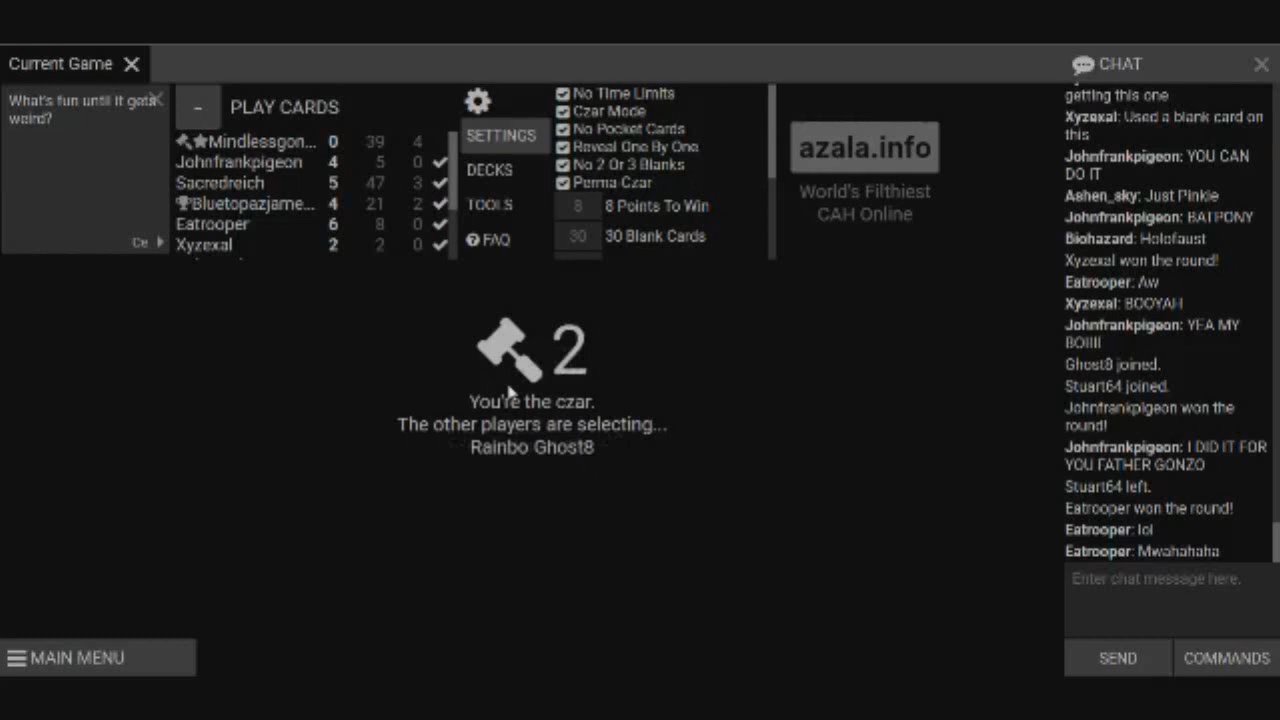 Current Game
What's fun until it gets
weird?
Ce
-
PLAY CARDS
Mindlessgon... 0 39 4
Johnfrankpigeon 4 5 0
Sacredreich 5 47 3
Bluetopazjame... 4 21 2
Eatrooper 6 8 0
Xyzexal 2 2 0
SETTINGS
DECKS
TOOLS
FAQ
No Time Limits
Czar Mode
No Pocket Cards
Reveal One By One
No 2 Or 3 Blanks
Perma Czar
8 8 Points To Win
30 30 Blank Cards
azala.info
World's Filthiest
CAH Online
2
You're the czar.
The other players are selecting...
Rainbo Ghost8
MAIN MENU
CHAT
getting this one
Xyzexal: Used a blank card on
this
Johnfrankpigeon: YOU CAN
DO IT
Ashen_sky: Just Pinkie
Johnfrankpigeon: BATPONY
Biohazard: Holofaust
Xyzexal won the round!
Eatrooper: Aw
Xyzexal: BOOYAH
Johnfrankpigeon: YEA MY
BOIIII
Ghost8 joined.
Stuart64 joined.
Johnfrankpigeon won the
round!
Johnfrankpigeon: I DID IT FOR
YOU FATHER GONZO
Stuart64 left.
Eatrooper won the round!
Eatrooper: lol
Eatrooper: Mwahahaha
Enter chat message here.
SEND
COMMANDS